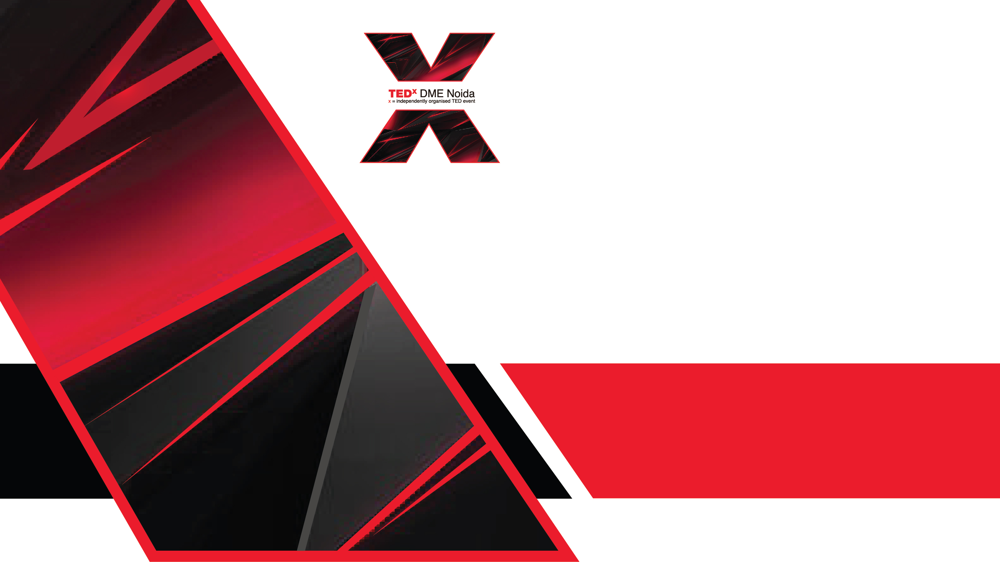 TEDx DME Noida
x = independently organised TED event